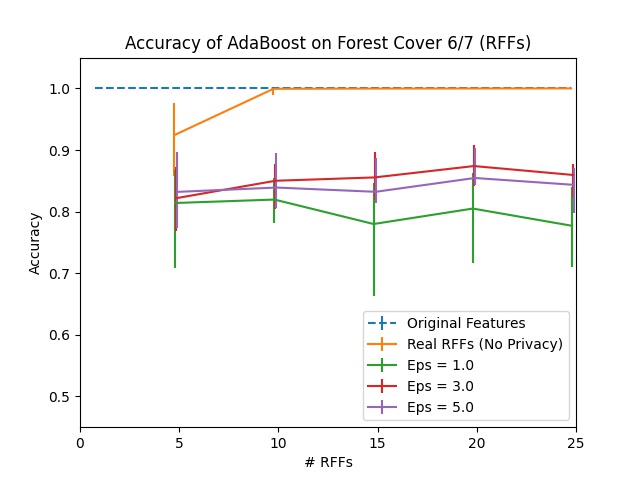 Accuracy of AdaBoost on Forest Cover 6/7 (RFFs)
1.0
0.9
0.8
0.7
0.6
0.5
Accuracy
Original Features
Real RFFs (No Privacy)
Eps = 1.0
Eps = 3.0
Eps = 5.0
0 5 10 15 20 25
# RFFs